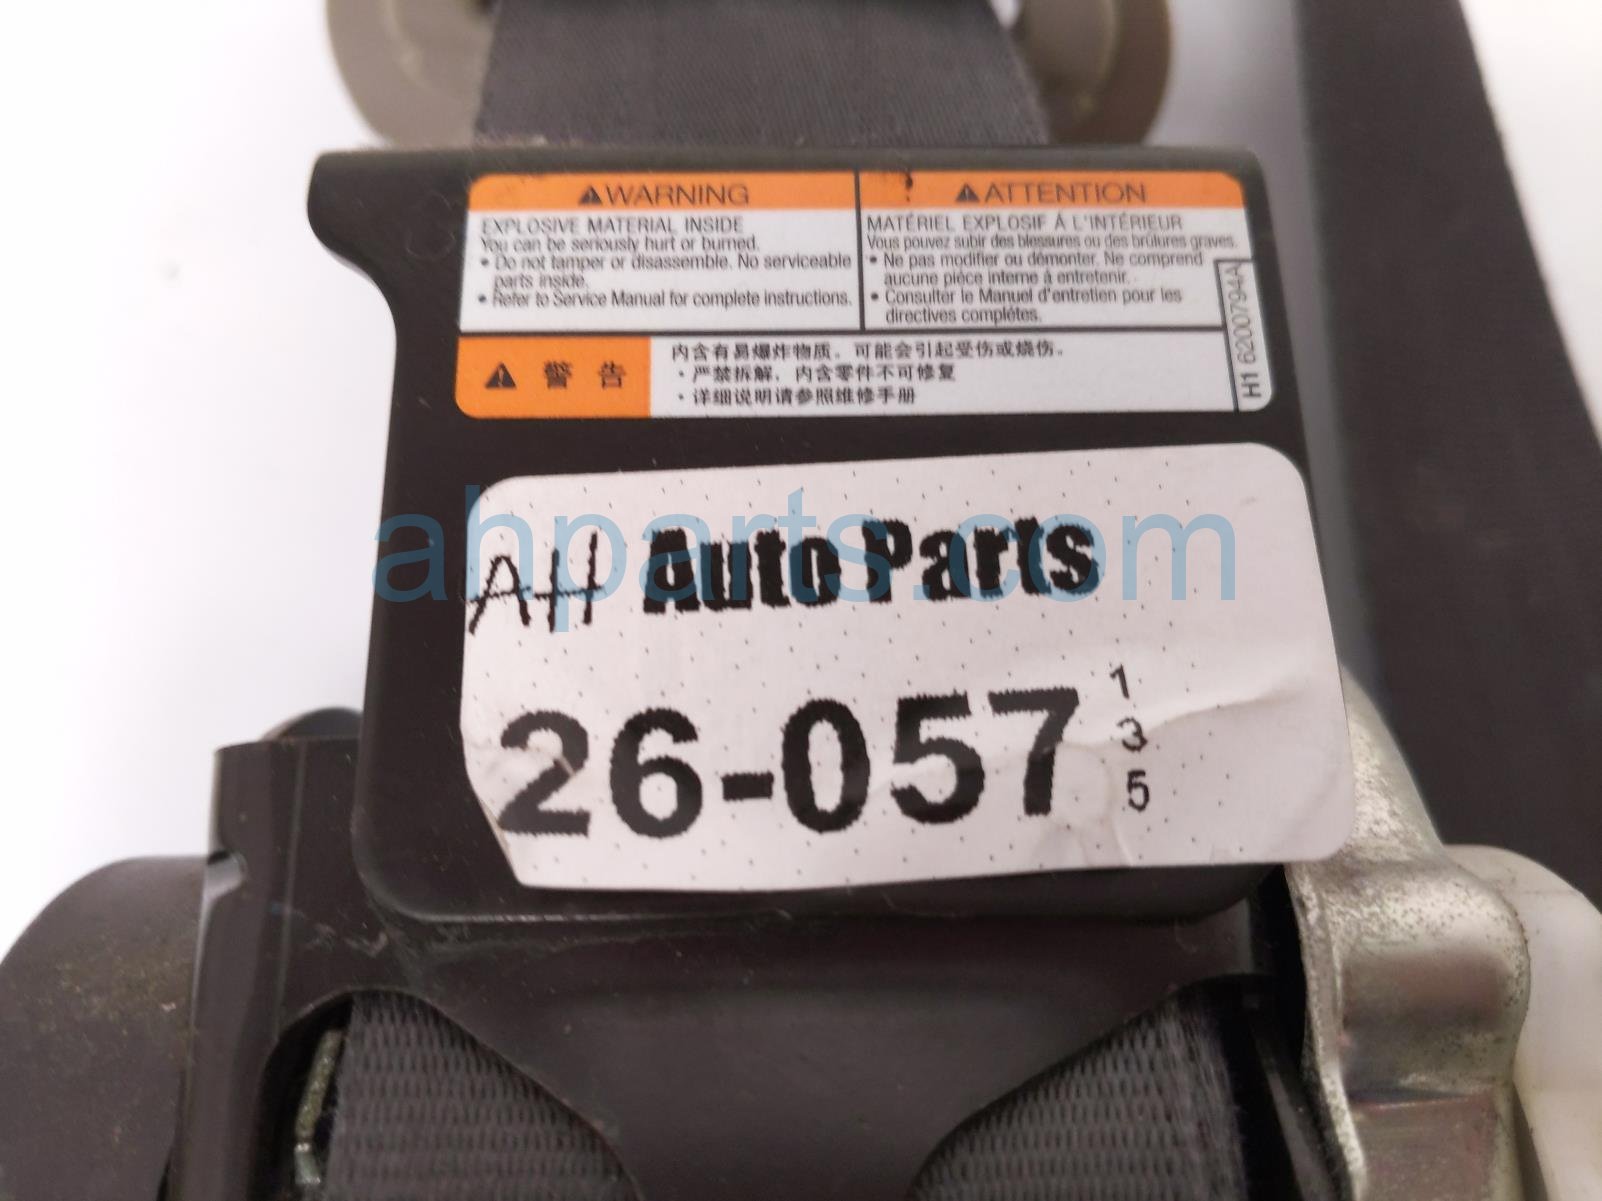 WARNING
EXPLOSIVE MATERIAL INSIDE
You can be seriously hurt or burned.
• Do not tamper or disassemble. No serviceable
parts inside.
• Refer to Service Manual for complete instructions.
ATTENTION
MATÉRIEL EXPLOSIF À L'INTÉRIEUR
Vous pouvez subir des blessures ou des brûlures graves.
• Ne pas modifier ou démonter. Ne comprend
aucune piéce interne à entretenir.
• Consulter le Manuel d'entretien pour les
directives complétes.
H1 6200794A
警 告
内含有易爆炸物质。可能会引起受伤或烧伤。
・严禁拆解。内含零件不可修复
・详细说明请参照维修手册
ahparts.com
AH Auto Parts
26-057
1
3
5